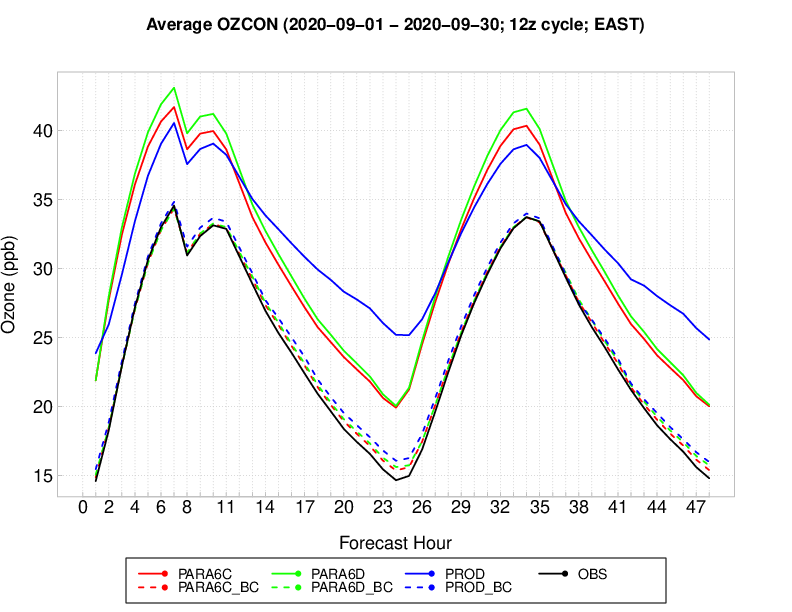 Average OZCON (2020−09−01 − 2020−09−30; 12z cycle; EAST)
40
35
30
25
20
15
Ozone (ppb)
0 2 4 6 8 11 14 17 20 23 26 29 32 35 38 41 44 47
Forecast Hour
PARA6C PARA6D PROD OBS
PARA6C_BC PARA6D_BC PROD_BC